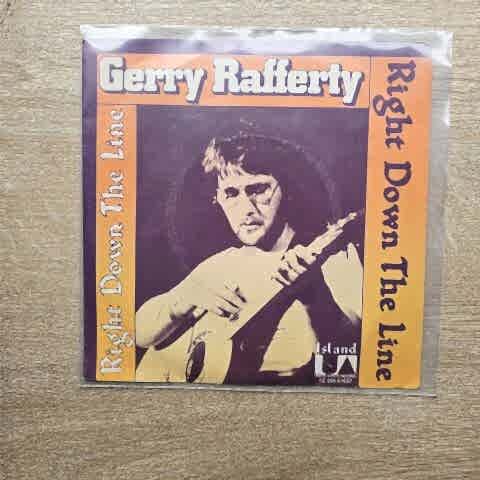 Gerry Rafferty
Right Down The Line
Right Down The Line
Island
UA